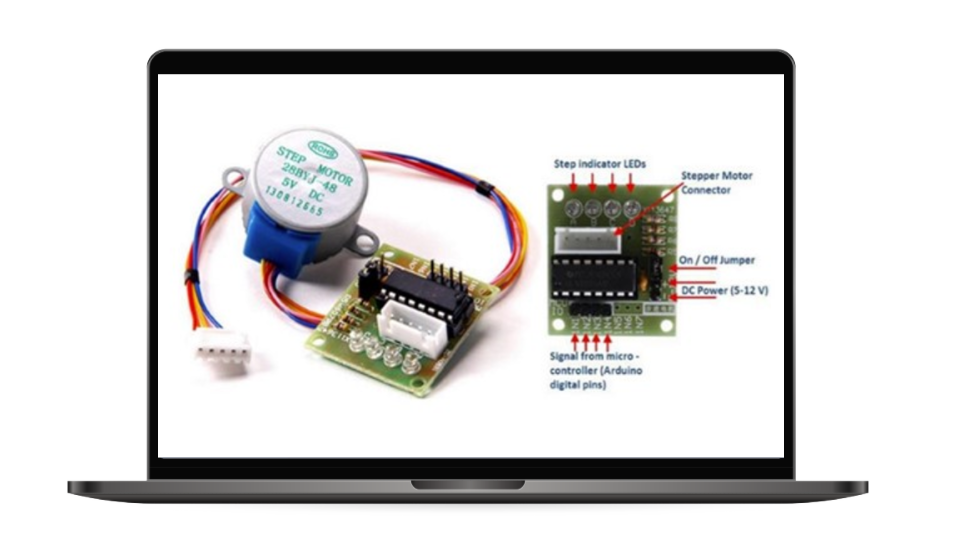 ROHS
STEP MOTOR
28BYJ-48
5V DC
Step indicator LEDs
Stepper Motor
Connector
On / Off Jumper
DC Power (5-12 V)
Signal from micro -
controller (Arduino
digital pins)